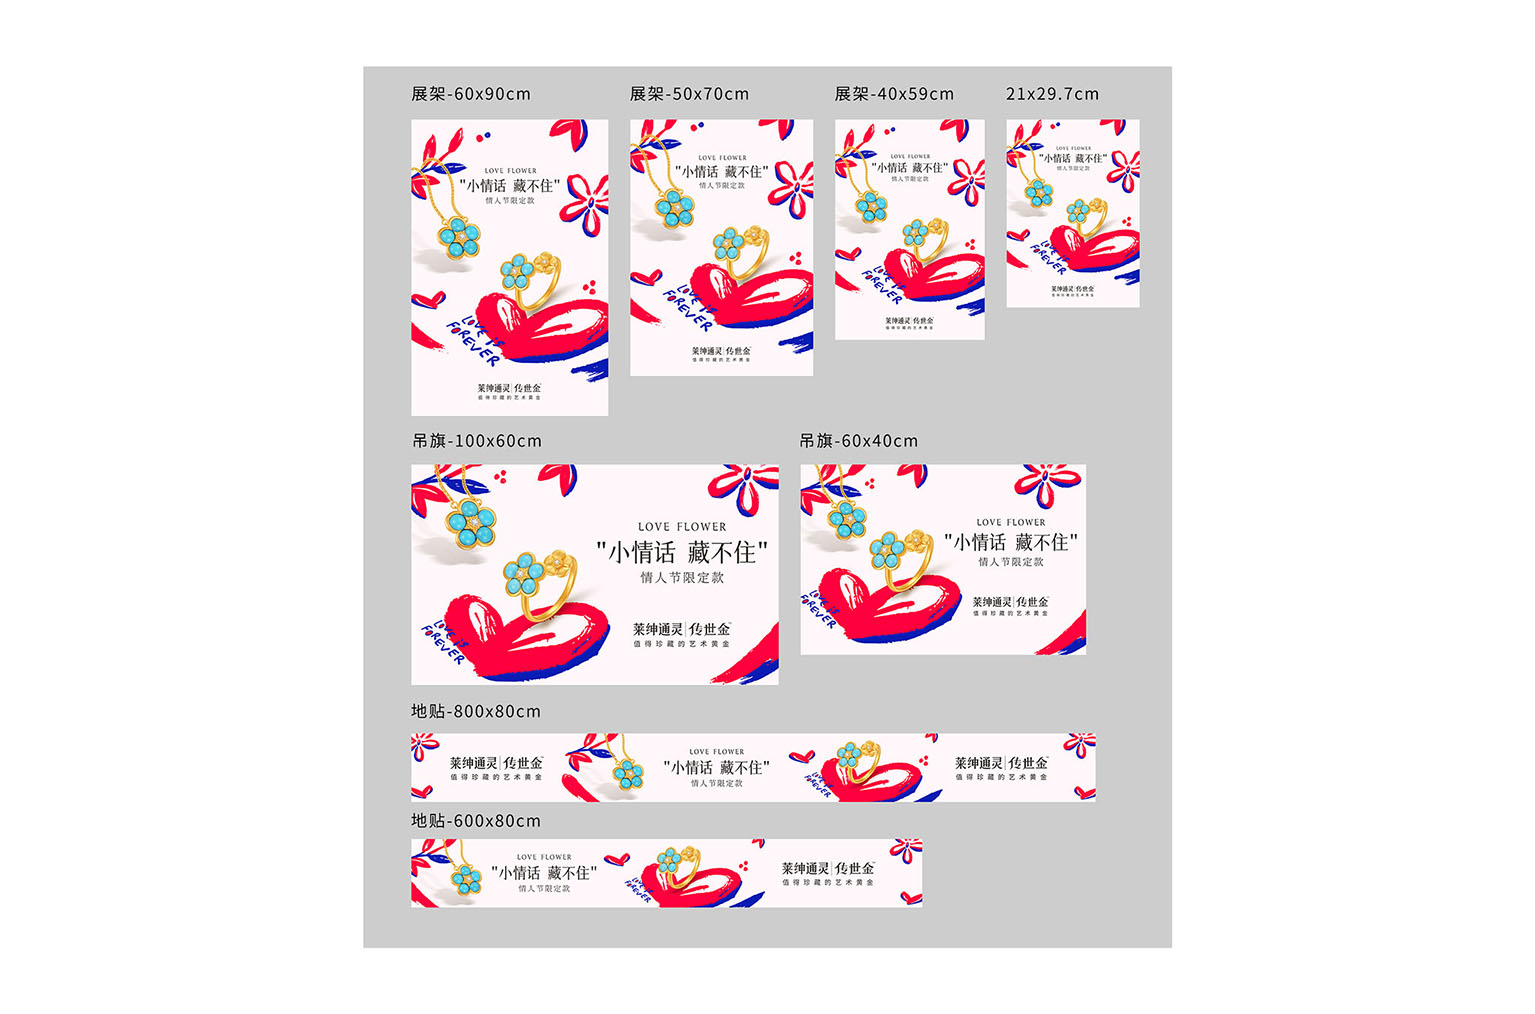 展架-60x90cm
LOVE FLOWER
"小情话 藏不住"
情人节限定款
LOVE IS
FOREVER
莱绅通灵|传世金
值得珍藏的艺术黄金
展架-50x70cm
LOVE FLOWER
"小情话 藏不住"
情人节限定款
LOVE IS
FOREVER
莱绅通灵|传世金
值得珍藏的艺术黄金
展架-40x59cm
LOVE FLOWER
"小情话 藏不住"
情人节限定款
LOVE IS
FOREVER
莱绅通灵|传世金
值得珍藏的艺术黄金
21x29.7cm
LOVE FLOWER
"小情话 藏不住"
情人节限定款
LOVE IS
FOREVER
莱绅通灵|传世金
值得珍藏的艺术黄金
吊旗-100x60cm
LOVE FLOWER
"小情话 藏不住"
情人节限定款
LOVE IS
FOREVER
莱绅通灵|传世金
值得珍藏的艺术黄金
吊旗-60x40cm
LOVE FLOWER
"小情话 藏不住"
情人节限定款
LOVE IS
FOREVER
莱绅通灵|传世金
值得珍藏的艺术黄金
地贴-800x80cm
莱绅通灵|传世金
值得珍藏的艺术黄金
LOVE FLOWER
"小情话 藏不住"
情人节限定款
LOVE IS
FOREVER
莱绅通灵|传世金
值得珍藏的艺术黄金
地贴-600x80cm
LOVE FLOWER
"小情话 藏不住"
情人节限定款
LOVE IS
FOREVER
莱绅通灵|传世金
值得珍藏的艺术黄金